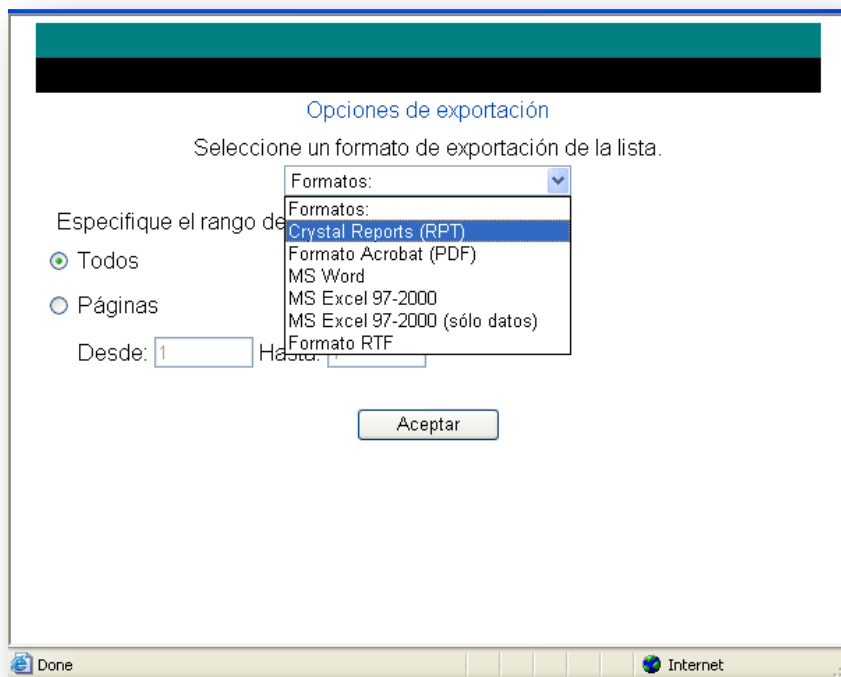 Opciones de exportación
Seleccione un formato de exportación de la lista.
Formatos:
Formatos:
Crystal Reports (RPT)
Formato Acrobat (PDF)
MS Word
MS Excel 97-2000
MS Excel 97-2000 (sólo datos)
Formato RTF
Especifique el rango de
Todos
Páginas
Desde: 1 Hasta: 1
Aceptar
Done Internet